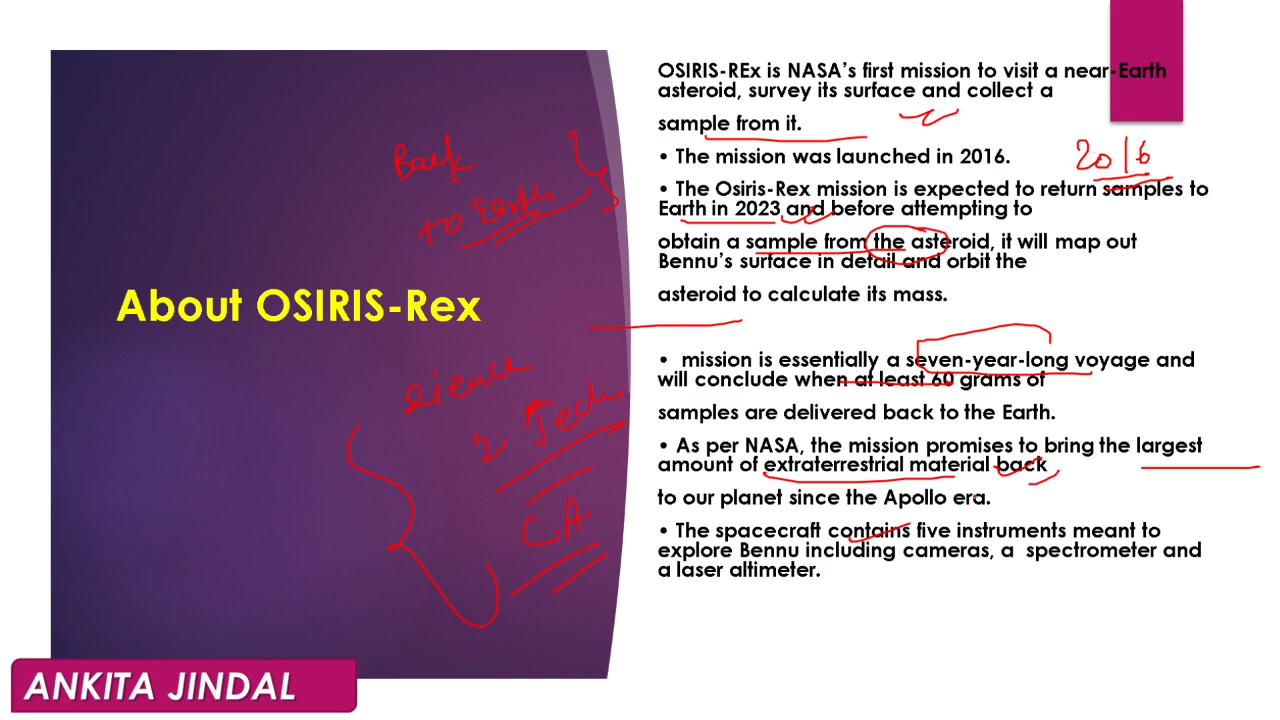 OSIRIS-REx is NASA's first mission to visit a near-Earth
asteroid, survey its surface and collect a
sample from it.
• The mission was launched in 2016.
2016
• The Osiris-Rex mission is expected to return samples to
Earth in 2023 and before attempting to
obtain a sample from the asteroid, it will map out
Bennu's surface in detail and orbit the
asteroid to calculate its mass.
• mission is essentially a seven-year-long voyage and
will conclude when at least 60 grams of
samples are delivered back to the Earth.
• As per NASA, the mission promises to bring the largest
amount of extraterrestrial material back
to our planet since the Apollo era.
• The spacecraft contains five instruments meant to
explore Bennu including cameras, a spectrometer and
a laser altimeter.
Back
to Earth
About OSIRIS-Rex
science
2 Tech
CA
ANKITA JINDAL